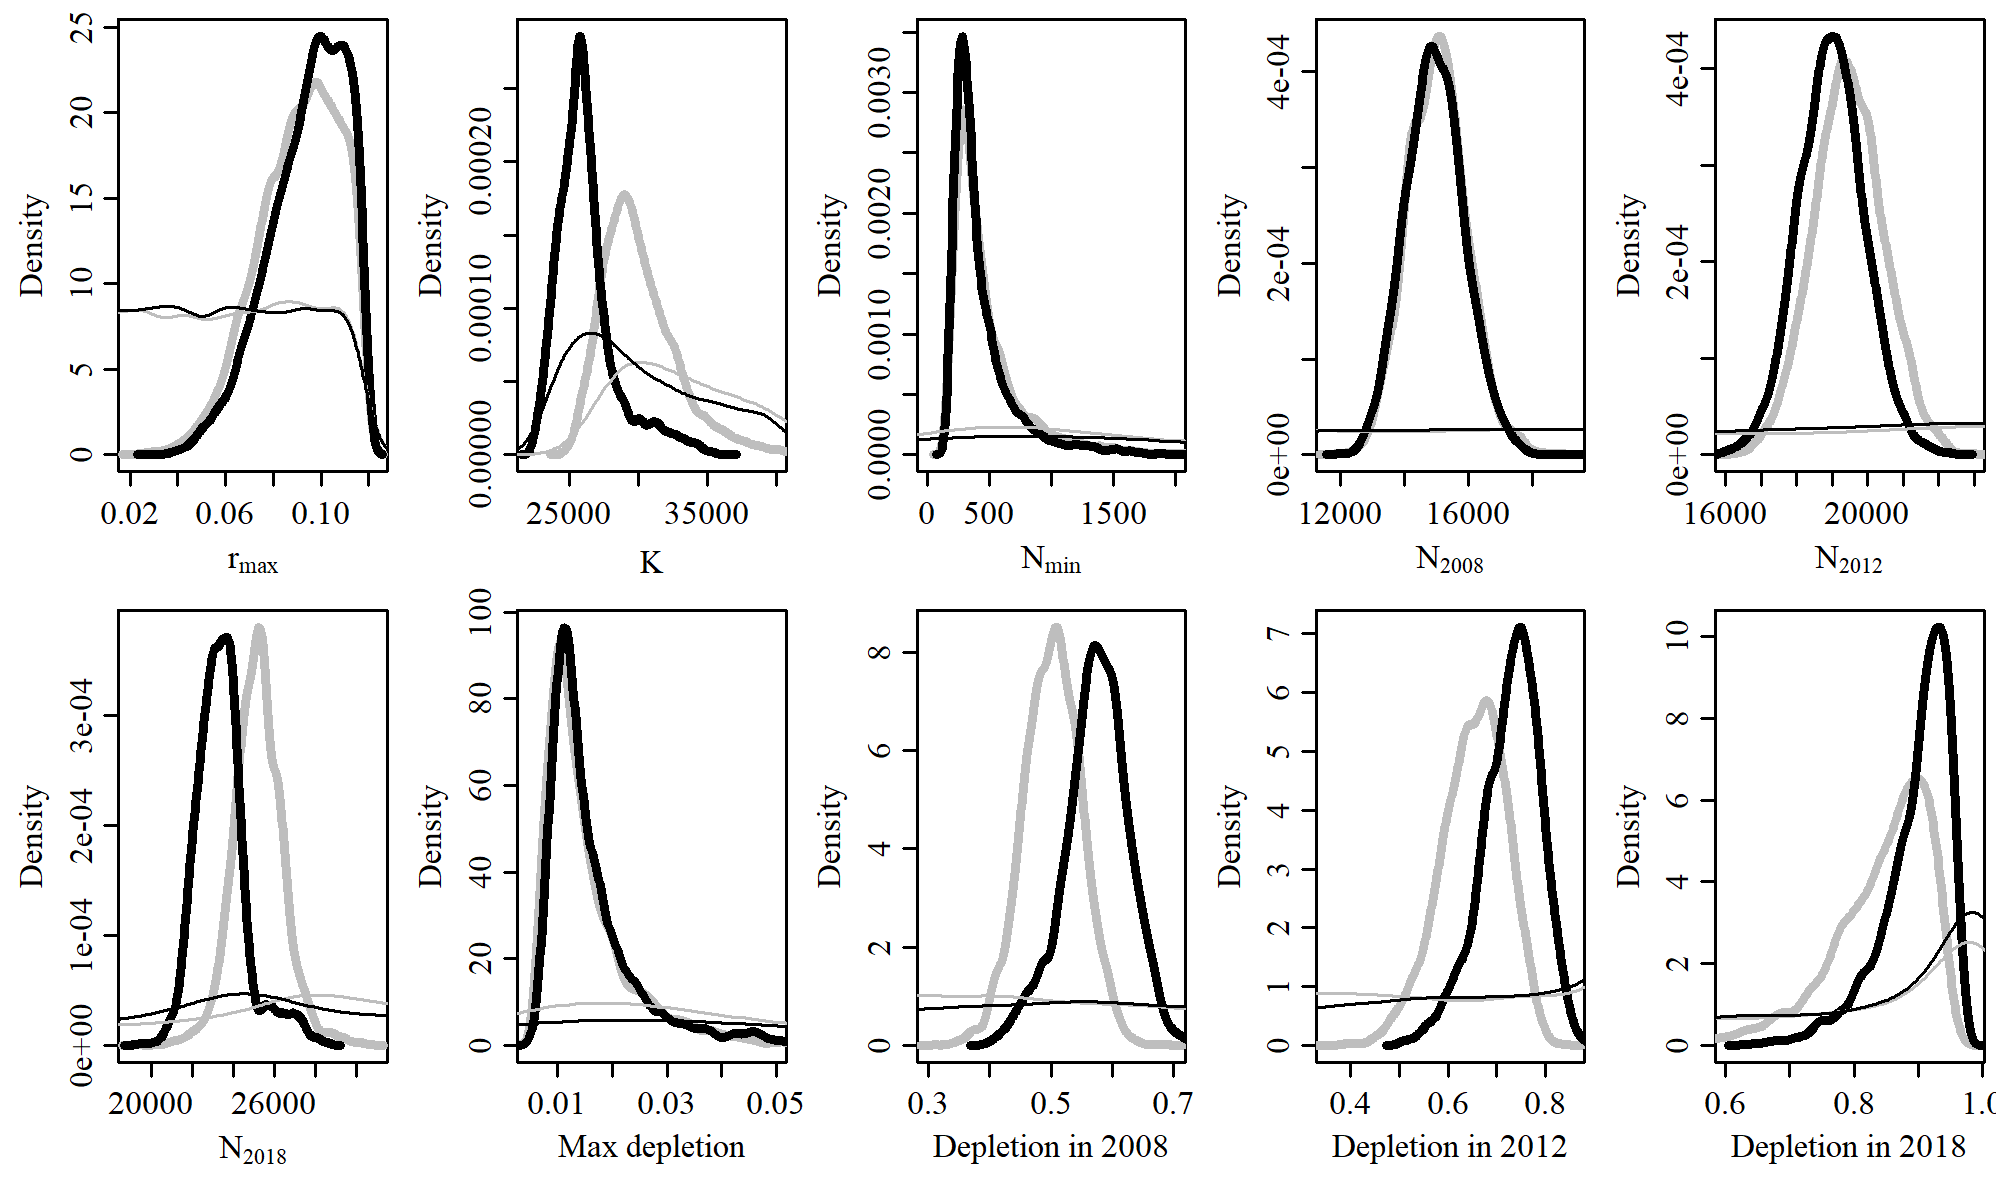 Density
0 5 10 15 20 25
0.02 0.06 0.10
rmax
Density
0.00000 0.00010 0.00020
25000 35000
K
Density
0.0000 0.0010 0.0020 0.0030
0 500 1500
Nmin
Density
0e+00 2e-04 4e-04
12000 16000
N2008
Density
0e+00 2e-04 4e-04
16000 20000
N2012
Density
0e+00 1e-04 2e-04 3e-04
20000 26000
N2018
Density
0 20 40 60 80 100
0.01 0.03 0.05
Max depletion
Density
0 2 4 6 8
0.3 0.5 0.7
Depletion in 2008
Density
0 1 2 3 4 5 6 7
0.4 0.6 0.8
Depletion in 2012
Density
0 2 4 6 8 10
0.6 0.8
Depletion in 2018